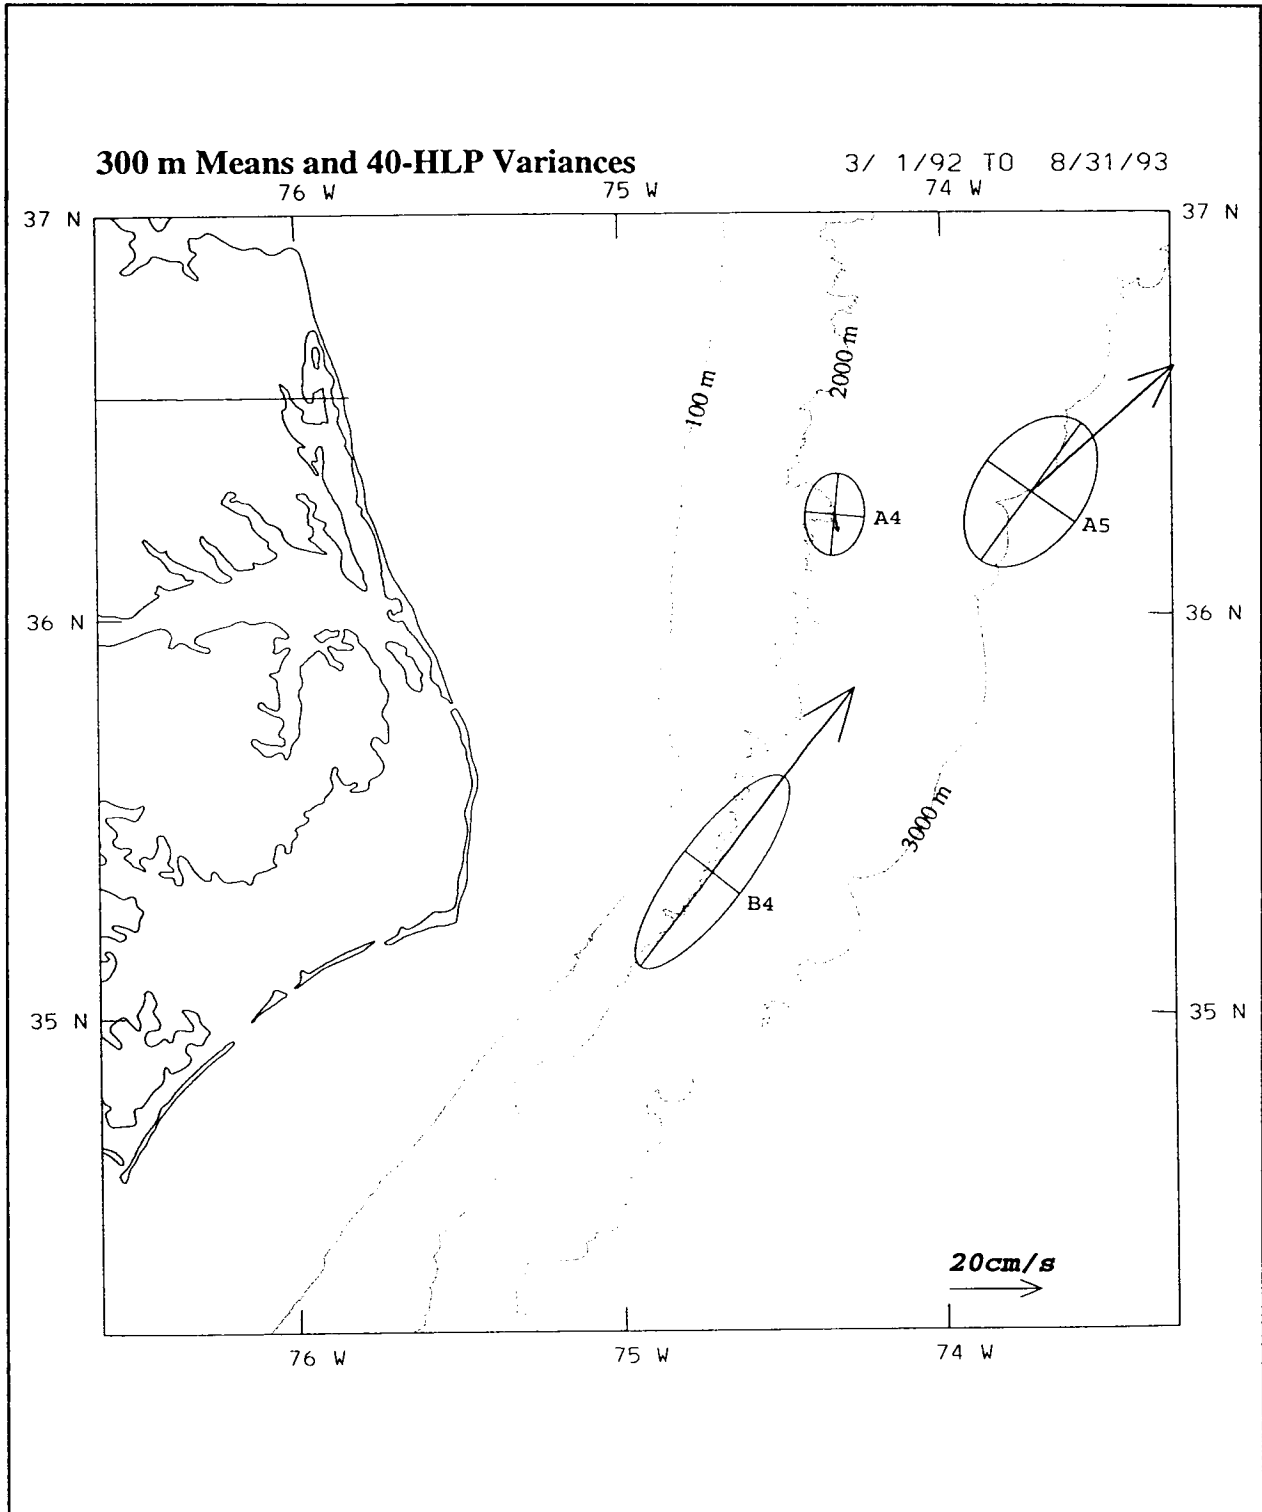 300 m Means and 40-HLP Variances
3/ 1/92 TO 8/31/93
76 W
75 W
74 W
37 N
37 N
2000 m
100 m
A4
A5
36 N
36 N
3000 m
B4
35 N
35 N
20cm/s
76 W
75 W
74 W